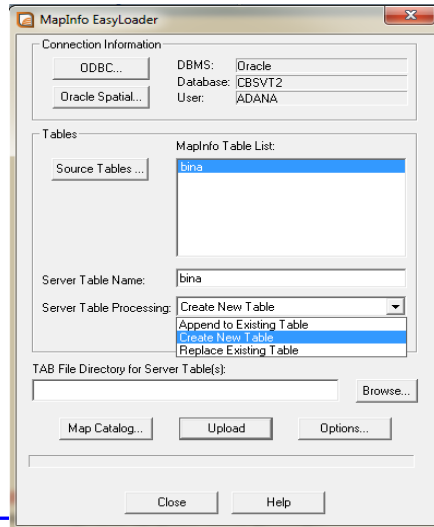 MapInfo EasyLoader
Connection Information
ODBC...
DBMS: Oracle
Database: CBSVT2
Oracle Spatial...
User: ADANA
Tables
MapInfo Table List:
Source Tables ...
bina
Server Table Name: bina
Server Table Processing: Create New Table
Append to Existing Table
Create New Table
Replace Existing Table
TAB File Directory for Server Table(s):
Browse...
Map Catalog... Upload Options...
Close Help